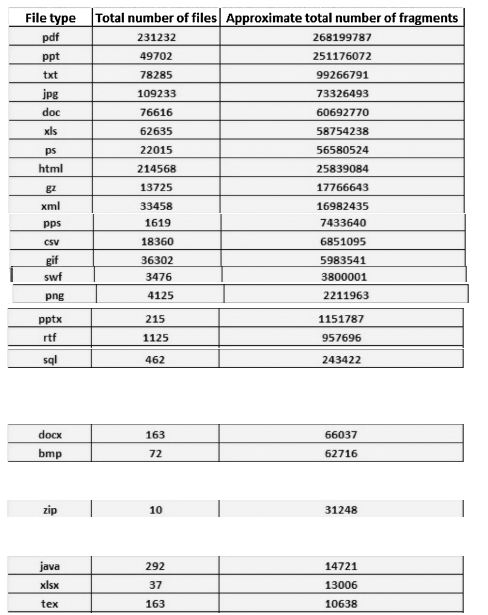 File type Total number of files Approximate total number of fragments
pdf 231232 268199787
ppt 49702 251176072
txt 78285 99266791
jpg 109233 73326493
doc 76616 60692770
xls 62635 58754238
ps 22015 56580524
html 214568 25839084
gz 13725 17766643
xml 33458 16982435
pps 1619 7433640
csv 18360 6851095
gif 36302 5983541
swf 3476 3800001
png 4125 2211963
pptx 215 1151787
rtf 1125 957696
sql 462 243422
docx 163 66037
bmp 72 62716
zip 10 31248
java 292 14721
xlsx 37 13006
tex 163 10638